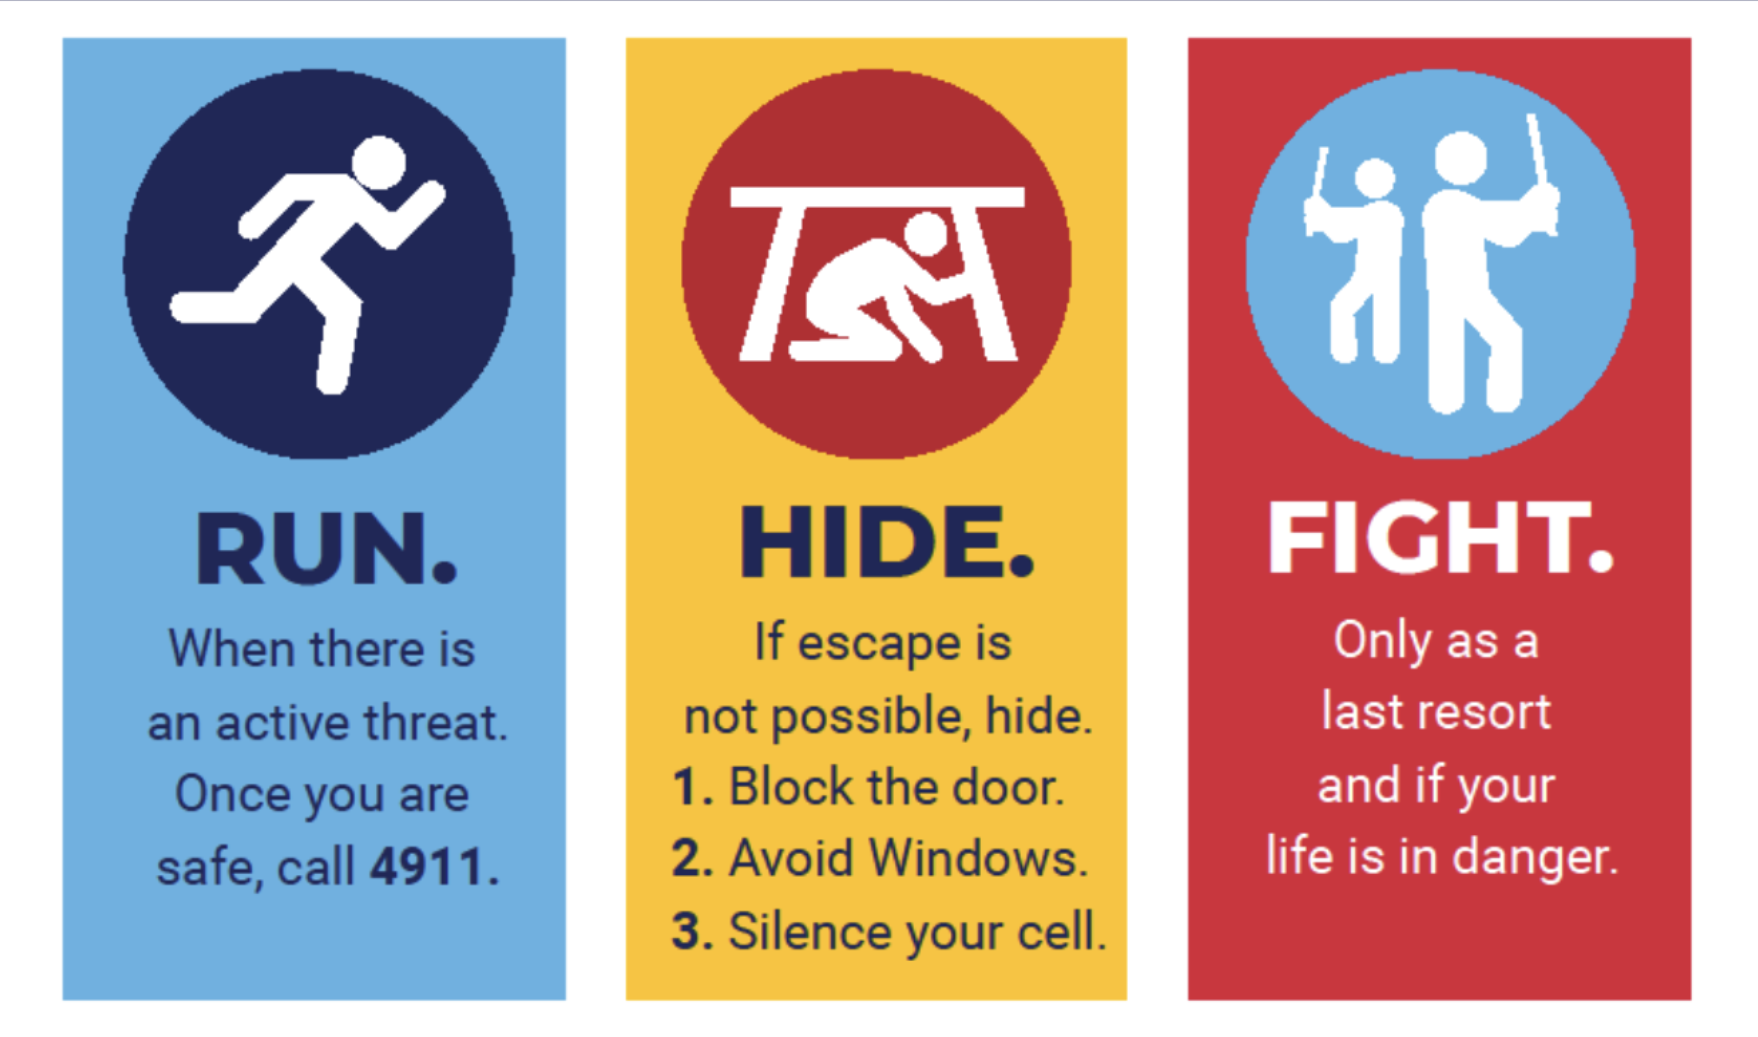 RUN.
When there is
an active threat.
Once you are
safe, call 4911.
HIDE.
If escape is
not possible, hide.
1. Block the door.
2. Avoid Windows.
3. Silence your cell.
FIGHT.
Only as a
last resort
and if your
life is in danger.